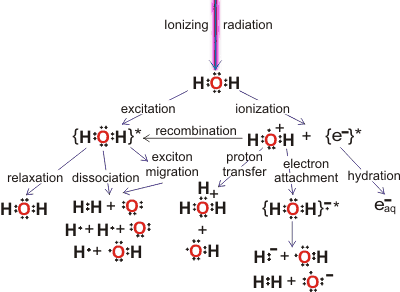 Ionizing radiation
H:O:H
excitation ionization
{H:O:H}* recombination H:O:H+ + {e-}*
relaxation dissociation exciton migration proton transfer electron attachment hydration
H:O:H H:H + :O: H:O:H+ {H:O:H}-* e-aq
H· + H· + :O: +
H· + ·O:H ·O:H H:- + ·O:H
H:H + ·O:-